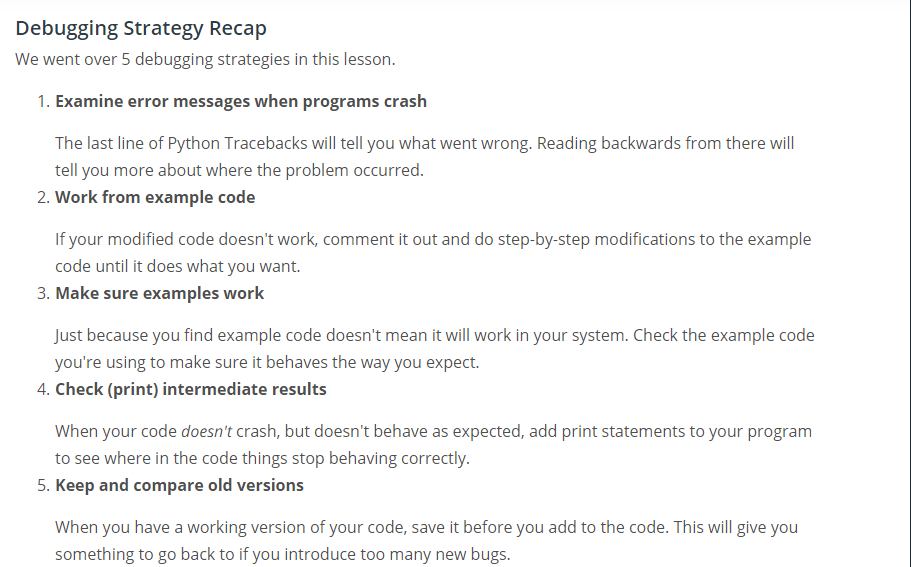 Debugging Strategy Recap
We went over 5 debugging strategies in this lesson.
1. Examine error messages when programs crash
The last line of Python Tracebacks will tell you what went wrong. Reading backwards from there will
tell you more about where the problem occurred.
2. Work from example code
If your modified code doesn't work, comment it out and do step-by-step modifications to the example
code until it does what you want.
3. Make sure examples work
Just because you find example code doesn't mean it will work in your system. Check the example code
you're using to make sure it behaves the way you expect.
4. Check (print) intermediate results
When your code doesn't crash, but doesn't behave as expected, add print statements to your program
to see where in the code things stop behaving correctly.
5. Keep and compare old versions
When you have a working version of your code, save it before you add to the code. This will give you
something to go back to if you introduce too many new bugs.